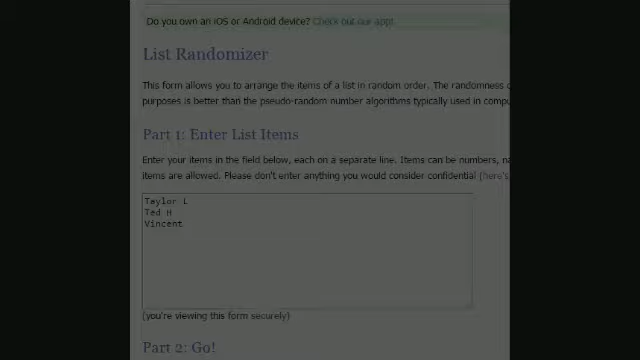 Do you own an iOS or Android device? Check out our app!
List Randomizer
This form allows you to arrange the items of a list in random order. The randomness
purposes is better than the pseudo-random number algorithms typically used in
Part 1: Enter List Items
Enter your items in the field below, each on a separate line. Items can be numbers,
items are allowed. Please don't enter anything you would consider confidential (here's
Taylor L
Ted H
Vincent
(you're viewing this form securely)
Part 2: Go!